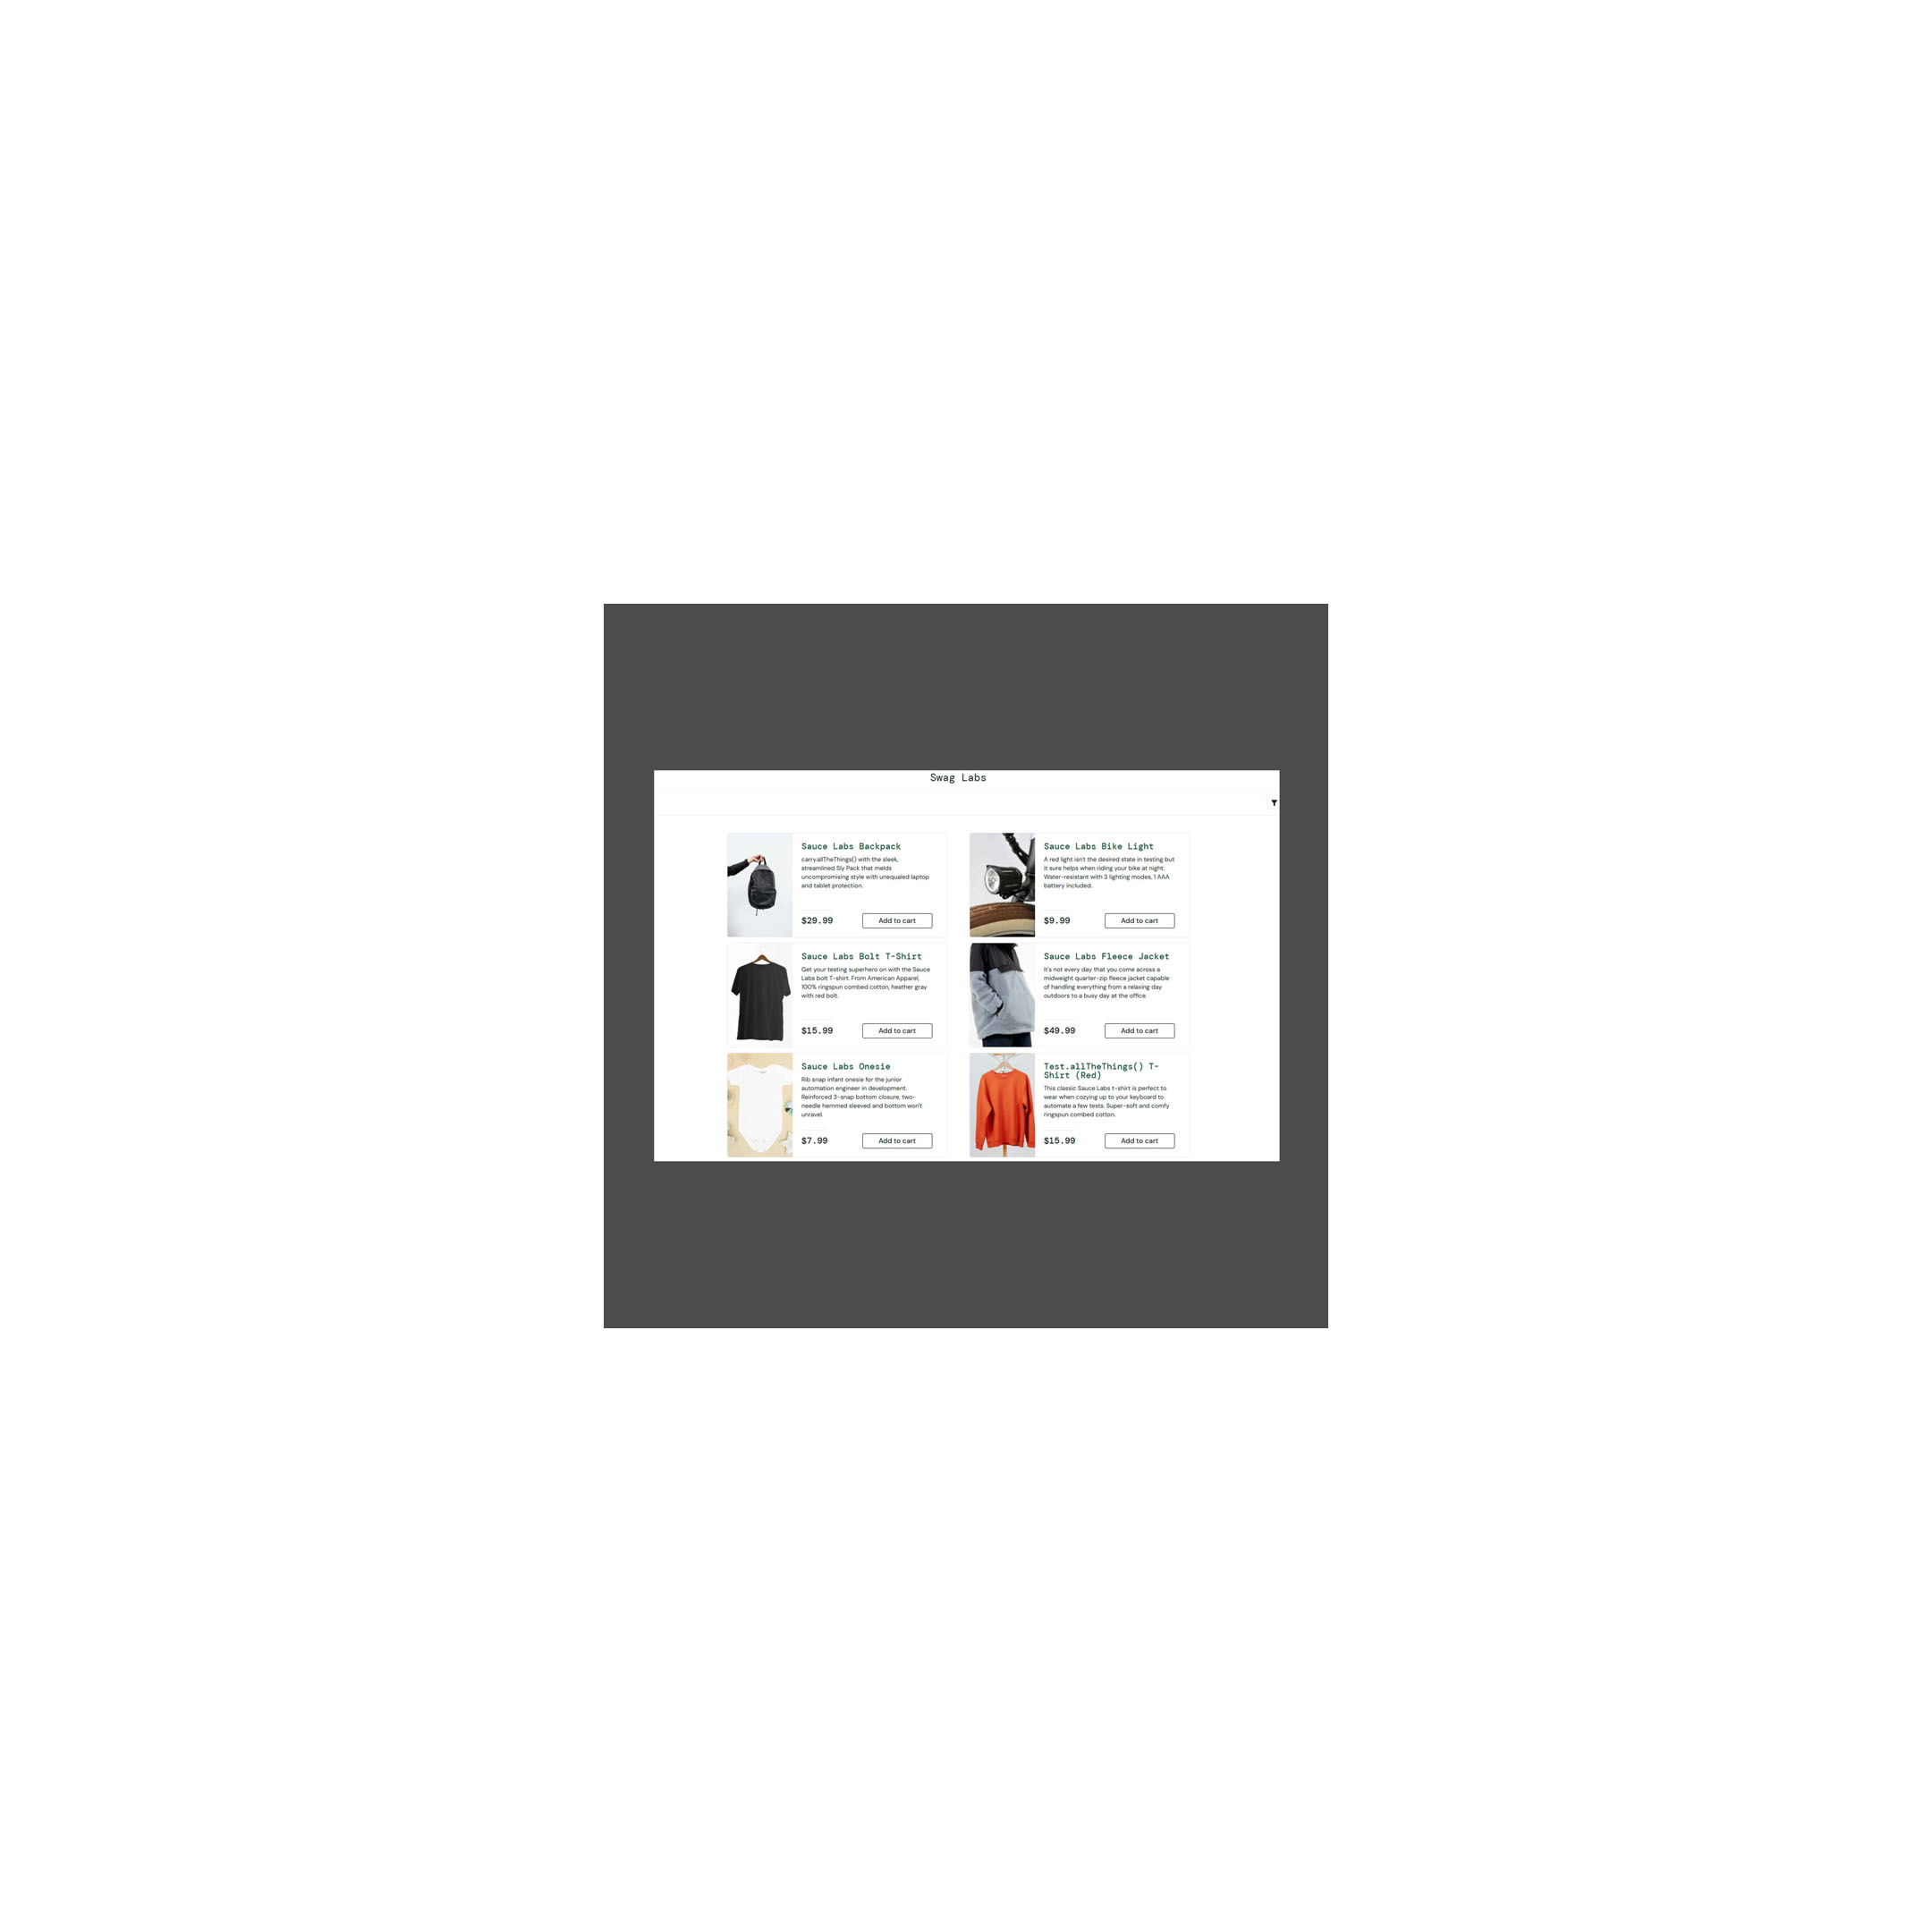 Swag Labs
Sauce Labs Backpack
carry.allTheThings() with the sleek,
streamlined Sly Pack that melds
uncompromising style with unequaled laptop
and tablet protection.
$29.99
Add to cart
Sauce Labs Bike Light
A red light isn't the desired state in testing but
it sure helps when riding your bike at night.
Water-resistant with 3 lighting modes, 1 AAA
battery included.
$9.99
Add to cart
Sauce Labs Bolt T-Shirt
Get your testing superhero on with the Sauce
Labs bolt T-shirt. From American Apparel,
100% ringspun combed cotton, heather gray
with red bolt.
$15.99
Add to cart
Sauce Labs Fleece Jacket
It's not every day that you come across a
midweight quarter-zip fleece jacket capable
of handling everything from a relaxing day
outdoors to a busy day at the office.
$49.99
Add to cart
Sauce Labs Onesie
Rib snap infant onesie for the junior
automation engineer in development.
Reinforced 3-snap bottom closure, two-
needle hemmed sleeved and bottom won't
unravel.
$7.99
Add to cart
Test.allTheThings() T-
Shirt (Red)
This classic Sauce Labs t-shirt is perfect to
wear when cozying up to your keyboard to
automate a few tests. Super-soft and comfy
ringspun combed cotton.
$15.99
Add to cart